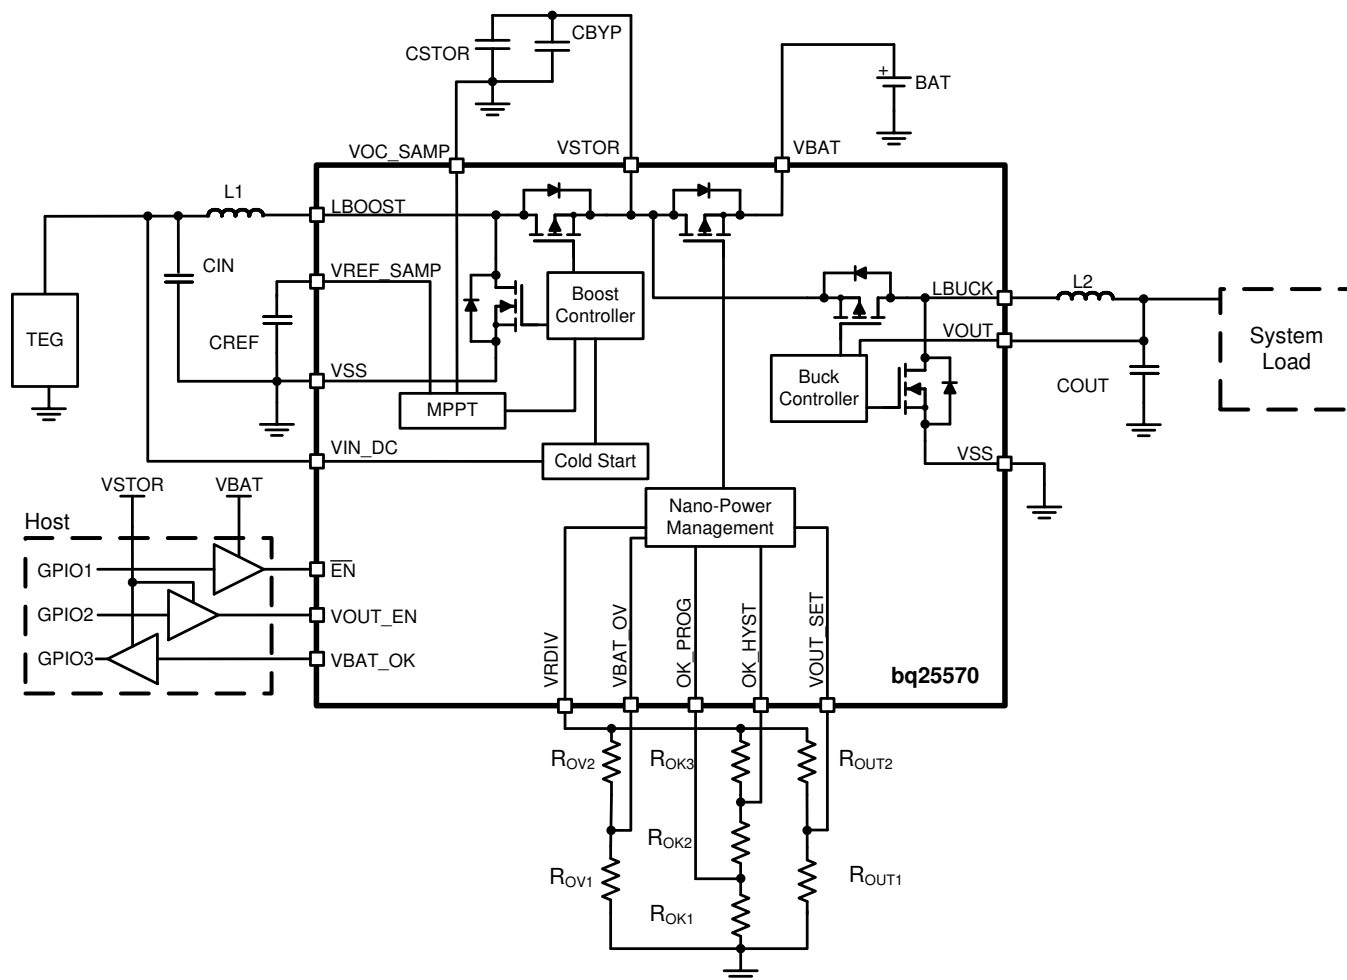 CSTOR
CBYP
+
BAT
VOC_SAMP
VSTOR
VBAT
L1
LBOOST
CIN
VREF_SAMP
Boost
Controller
LBUCK
L2
TEG
CREF
VOUT
System
Load
VSS
Buck
Controller
COUT
MPPT
VIN_DC
Cold Start
VSS
VSTOR
VBAT
Nano-Power
Management
Host
GPIO1
EN
GPIO2
VOUT_EN
GPIO3
VBAT_OK
VRDIV
VBAT_OV
OK_PROG
OK_HYST
VOUT_SET
bq25570
ROV2
ROK3
ROUT2
ROK2
ROV1
ROUT1
ROK1